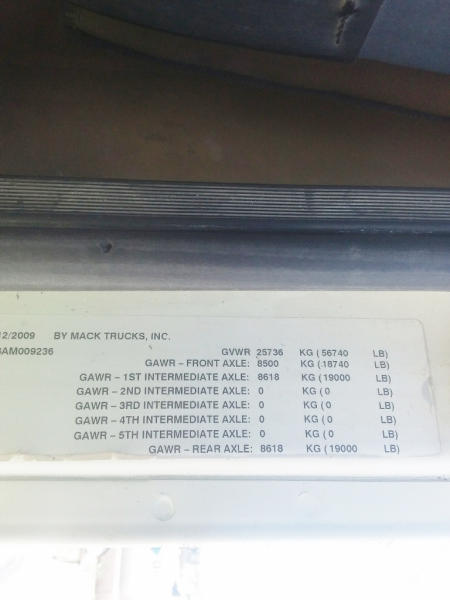 12/2009 BY MACK TRUCKS, INC.
AM009236 GVWR 25736 KG ( 56740 LB)
GAWR – FRONT AXLE: 8500 KG ( 18740 LB)
GAWR – 1ST INTERMEDIATE AXLE: 8618 KG ( 19000 LB)
GAWR – 2ND INTERMEDIATE AXLE: 0 KG ( 0 LB)
GAWR – 3RD INTERMEDIATE AXLE: 0 KG ( 0 LB)
GAWR – 4TH INTERMEDIATE AXLE: 0 KG ( 0 LB)
GAWR – 5TH INTERMEDIATE AXLE: 0 KG ( 0 LB)
GAWR – REAR AXLE: 8618 KG ( 19000 LB)